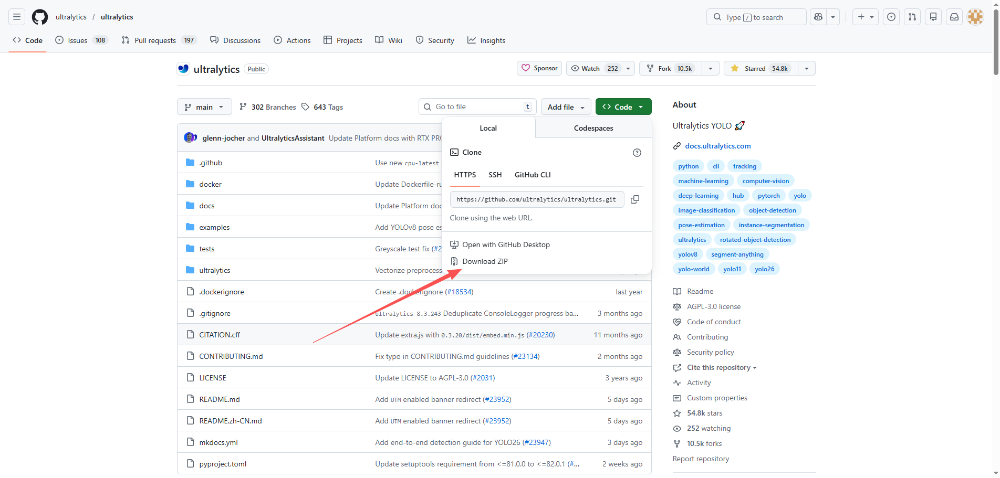 ultralytics / ultralytics
Type / to search
Code
Issues 108
Pull requests 197
Discussions
Actions
Projects
Wiki
Security
Insights
ultralytics Public
Sponsor
Watch 252
Fork 10.5k
Starred 54.8k
main
302 Branches
643 Tags
Go to file t
Add file
Code
Local
Codespaces
Clone
HTTPS
SSH
GitHub CLI
https://github.com/ultralytics/ultralytics.git
Clone using the web URL.
Open with GitHub Desktop
Download ZIP
glenn-jocher and UltralyticsAssistant Update Platform docs with RTX
.github Use new cpu-latest
docker Update
docs Update Platform
examples Add YOLOv8 pose
tests Greyscale test fix
ultralytics Vectorize preprocess
.dockerignore Create .dockerignore (#18534) last year
.gitignore ultralytics 8.3.243 Deduplicate ConsoleLogger progress ba... 3 months ago
CITATION.cff Update extra.js with 0.3.20/dist/embed.min.js (#20230) 11 months ago
CONTRIBUTING.md Fix typo in CONTRIBUTING.md guidelines (#23134) 2 months ago
LICENSE Update LICENSE to AGPL-3.0 (#2031) 3 years ago
README.md Add UTM enabled banner redirect (#23952) 5 days ago
README.zh-CN.md Add UTM enabled banner redirect (#23952) 5 days ago
mkdocs.yml Add end-to-end detection guide for YOLO26 (#23947) 3 days ago
pyproject.toml Update setuptools requirement from <=81.0.0 to <=82.0.1 (#... 2 weeks ago
About
Ultralytics YOLO 🚀
docs.ultralytics.com
python cli tracking
machine-learning computer-vision
deep-learning hub pytorch yolo
image-classification object-detection
pose-estimation instance-segmentation
ultralytics rotated-object-detection
yolov8 segment-anything
yolo-world yolo11 yolo26
Readme
AGPL-3.0 license
Code of conduct
Contributing
Security policy
Cite this repository
Activity
Custom properties
54.8k stars
252 watching
10.5k forks
Report repository